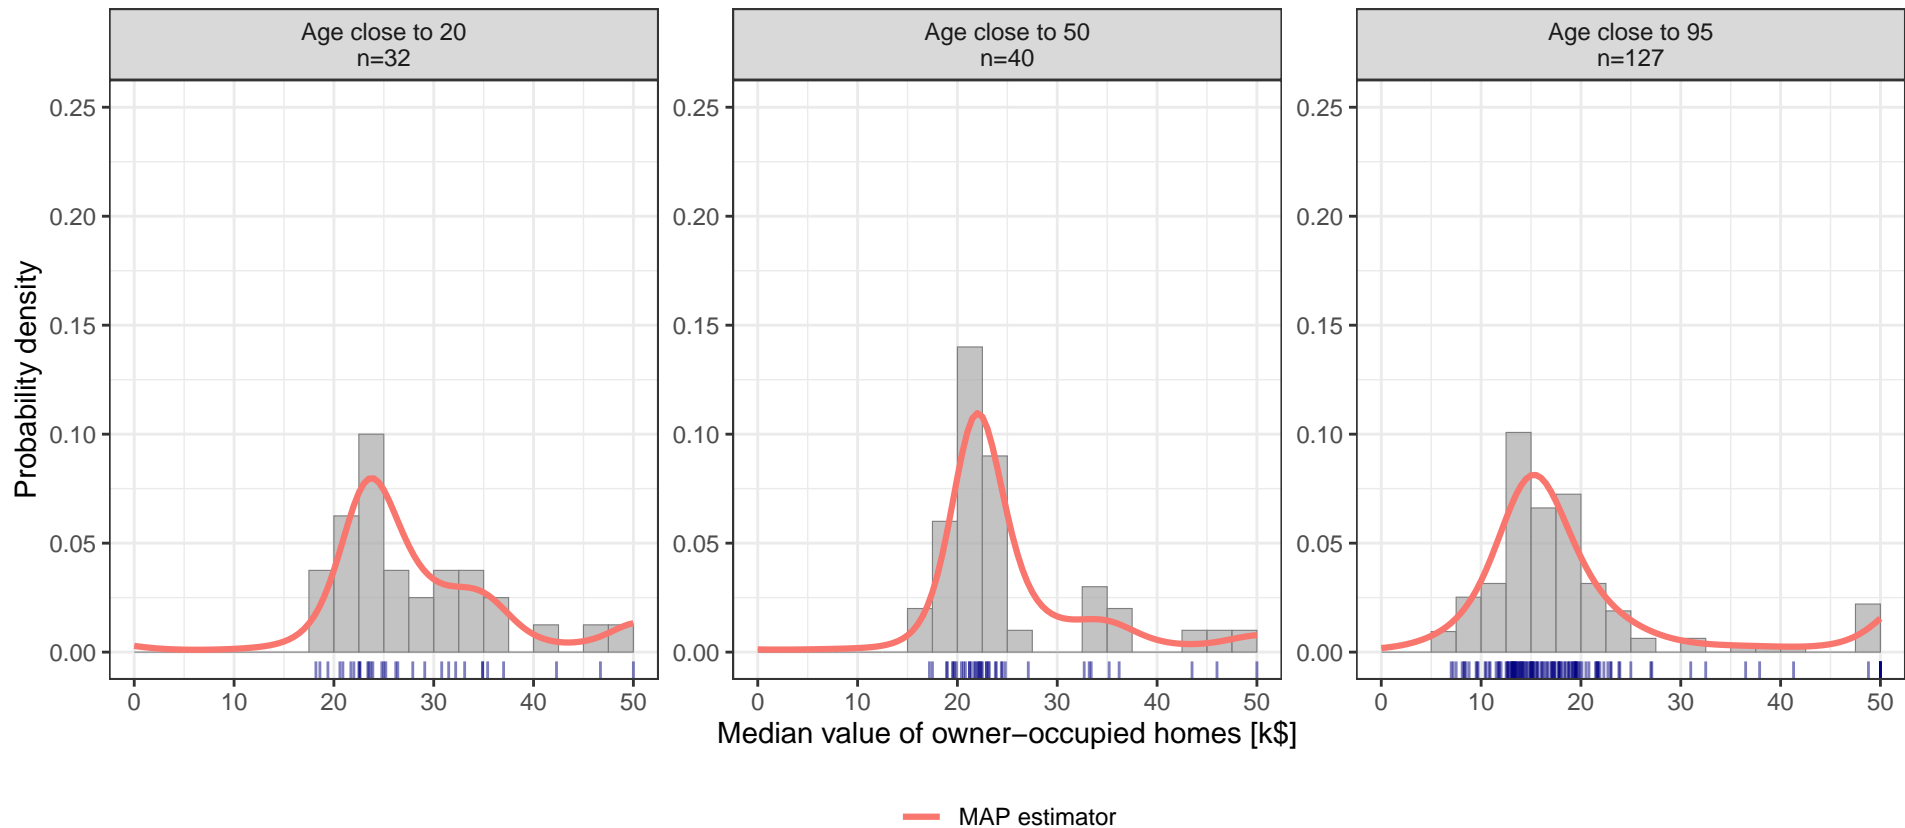 Age close to 20
n=32
Age close to 50
n=40
Age close to 95
n=127
Probability density
0.25
0.20
0.15
0.10
0.05
0.00
0.25
0.20
0.15
0.10
0.05
0.00
0.25
0.20
0.15
0.10
0.05
0.00
0 10 20 30 40 50
0 10 20 30 40 50
0 10 20 30 40 50
Median value of owner−occupied homes [k$]
MAP estimator